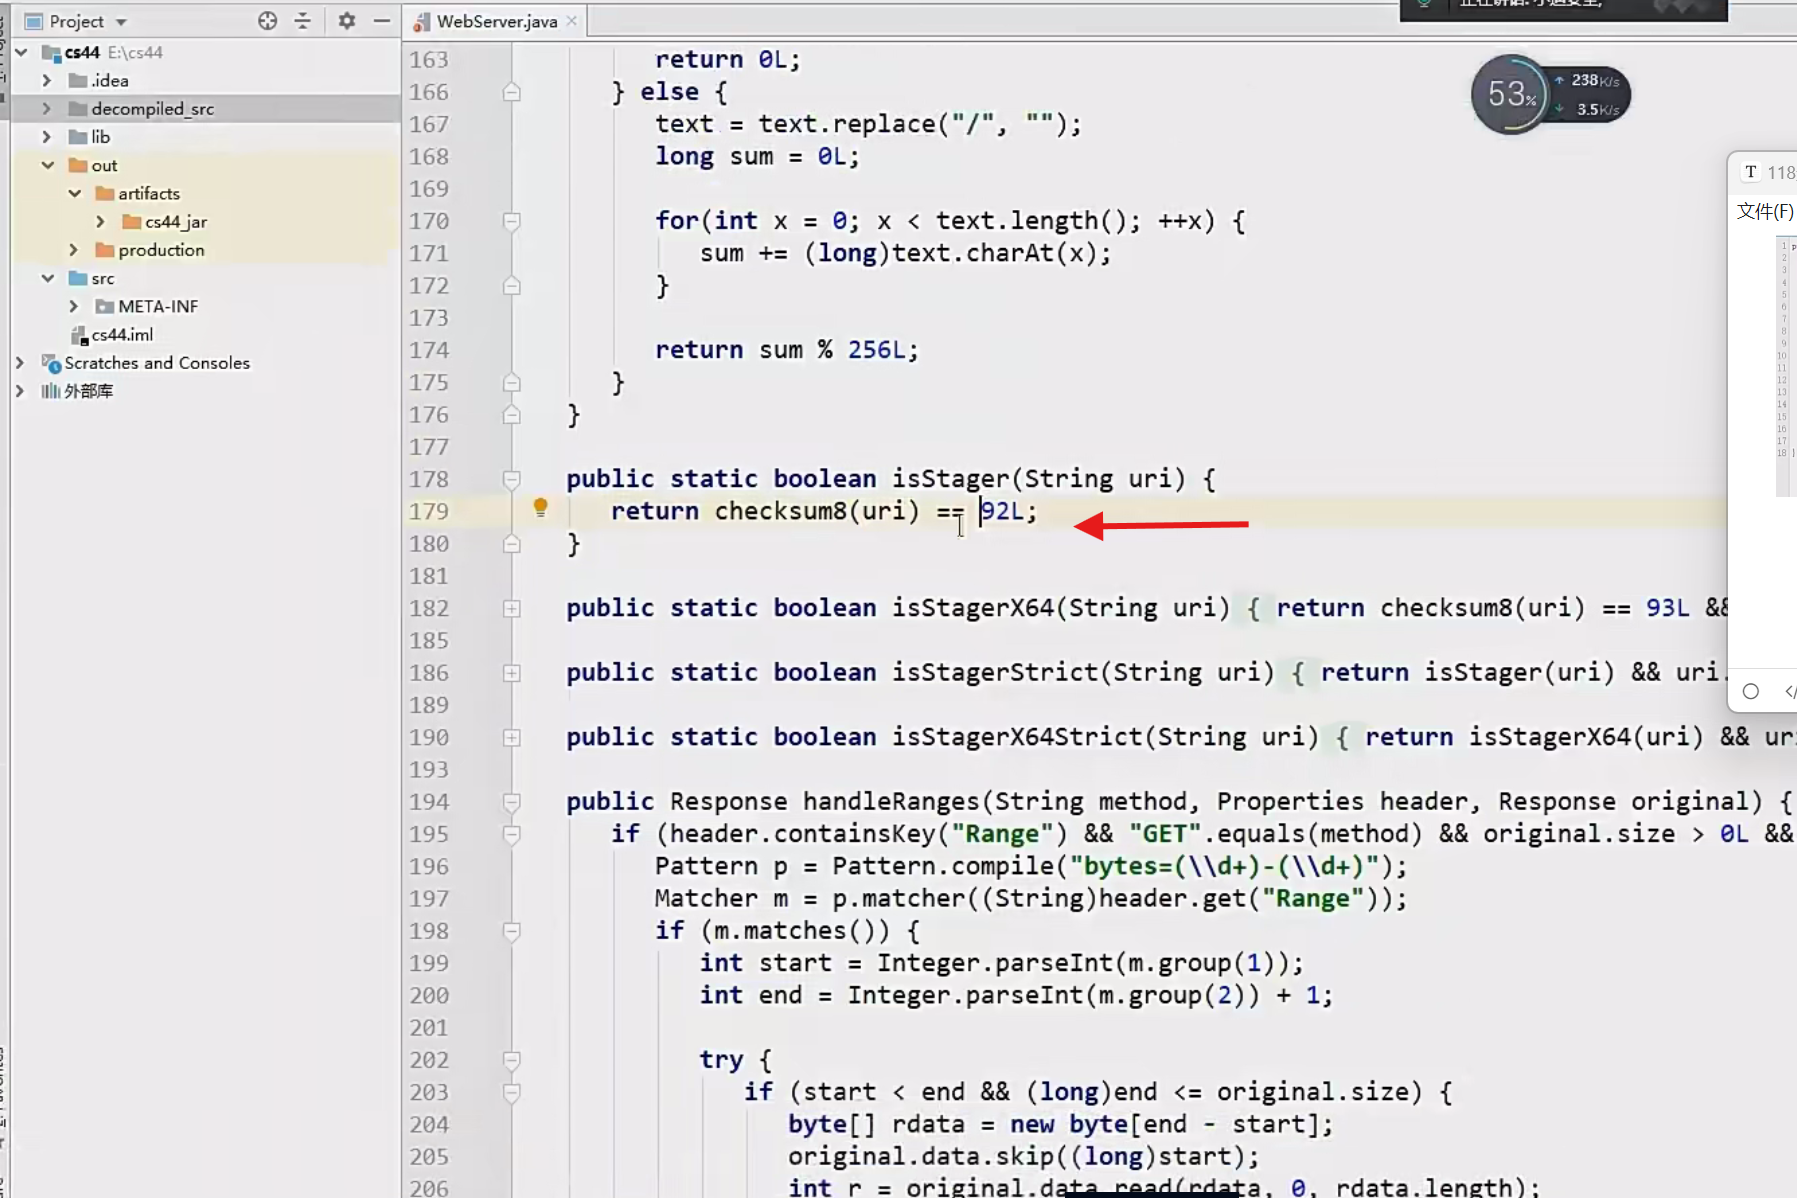 Project
cs44 E:\cs44
.idea
decompiled_src
lib
out
artifacts
cs44_jar
production
src
META-INF
cs44.iml
Scratches and Consoles
外部库
WebServer.java
163 return 0L;
166 } else {
167 text = text.replace("/", "");
168 long sum = 0L;
169
170 for(int x = 0; x < text.length(); ++x) {
171 sum += (long)text.charAt(x);
172 }
173
174 return sum % 256L;
175 }
176 }
177
178 public static boolean isStager(String uri) {
179 return checksum8(uri) == 92L;
180 }
181
182 public static boolean isStagerX64(String uri) { return checksum8(uri) == 93L &&
185
186 public static boolean isStagerStrict(String uri) { return isStager(uri) && uri.
189
190 public static boolean isStagerX64Strict(String uri) { return isStagerX64(uri) && uri
193
194 public Response handleRanges(String method, Properties header, Response original) {
195 if (header.containsKey("Range") && "GET".equals(method) && original.size > 0L &&
196 Pattern p = Pattern.compile("bytes=(\\d+)-(\\d+)");
197 Matcher m = p.matcher((String)header.get("Range"));
198 if (m.matches()) {
199 int start = Integer.parseInt(m.group(1));
200 int end = Integer.parseInt(m.group(2)) + 1;
201
202 try {
203 if (start < end && (long)end <= original.size) {
204 byte[] rdata = new byte[end - start];
205 original.data.skip((long)start);
206 int r = original.data.read(rdata, 0, rdata.length);
53%
238K/s
3.5K/s
T 118
文件(F)